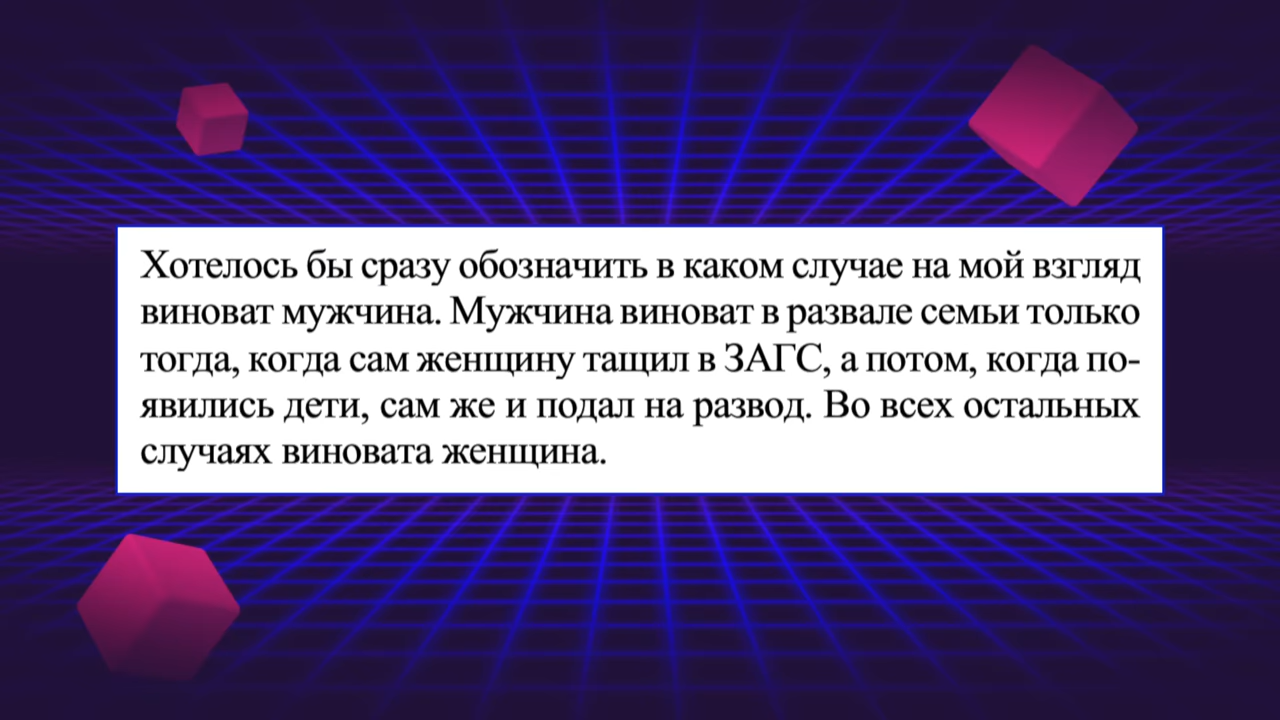 Хотелось бы сразу обозначить в каком случае на мой взгляд
виноват мужчина. Мужчина виноват в развале семьи только
тогда, когда сам женщину тащил в ЗАГС, а потом, когда по-
явились дети, сам же и подал на развод. Во всех остальных
случаях виновата женщина.